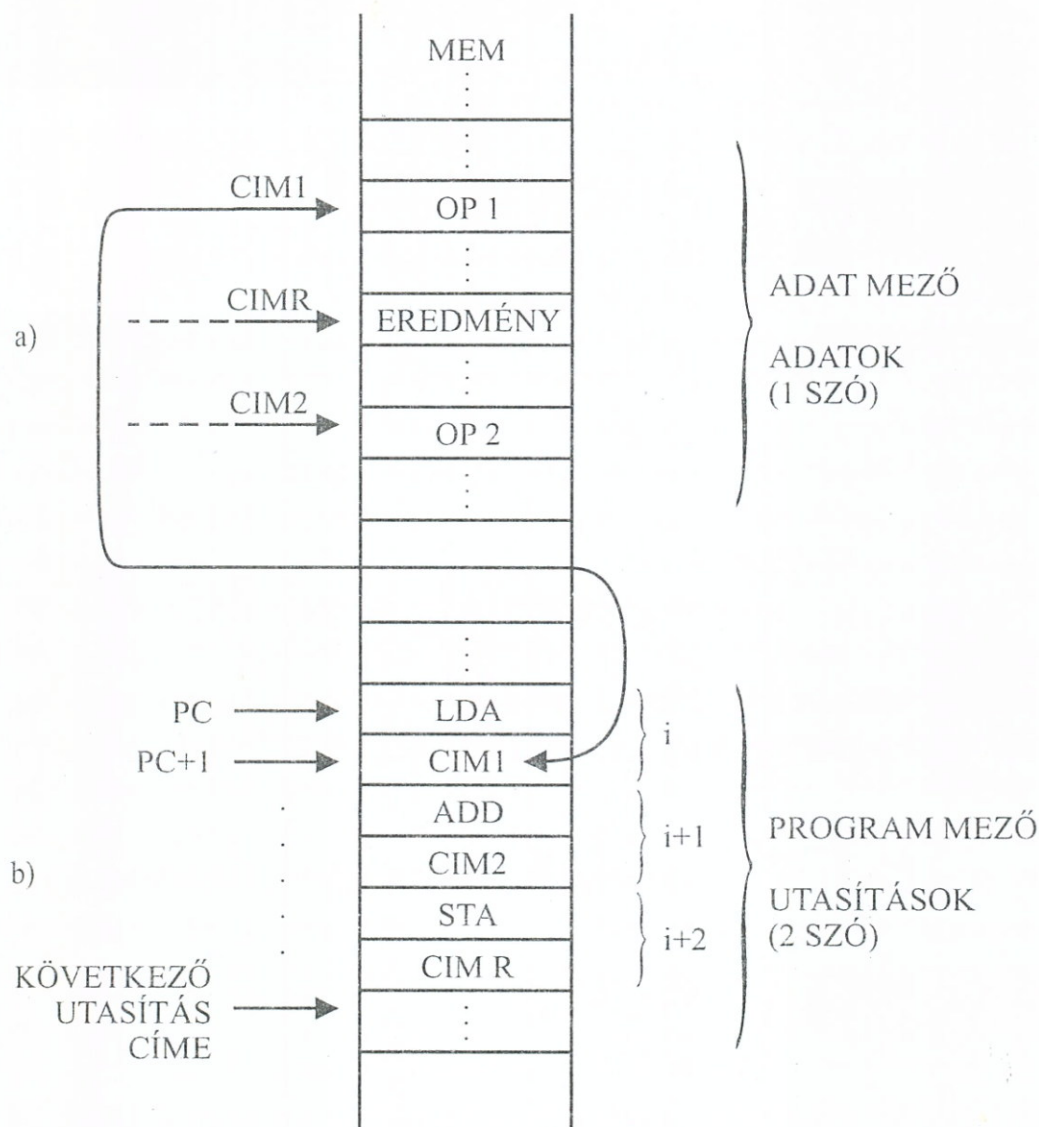 MEM
CIM1
OP 1
CIMR
EREDMÉNY
a)
CIM2
OP 2
ADAT MEZŐ
ADATOK
(1 SZÓ)
PC
LDA
i
PC+1
CIM1
ADD
i+1
CIM2
b)
STA
i+2
CIM R
PROGRAM MEZŐ
UTASÍTÁSOK
(2 SZÓ)
KÖVETKEZŐ
UTASÍTÁS
CÍME